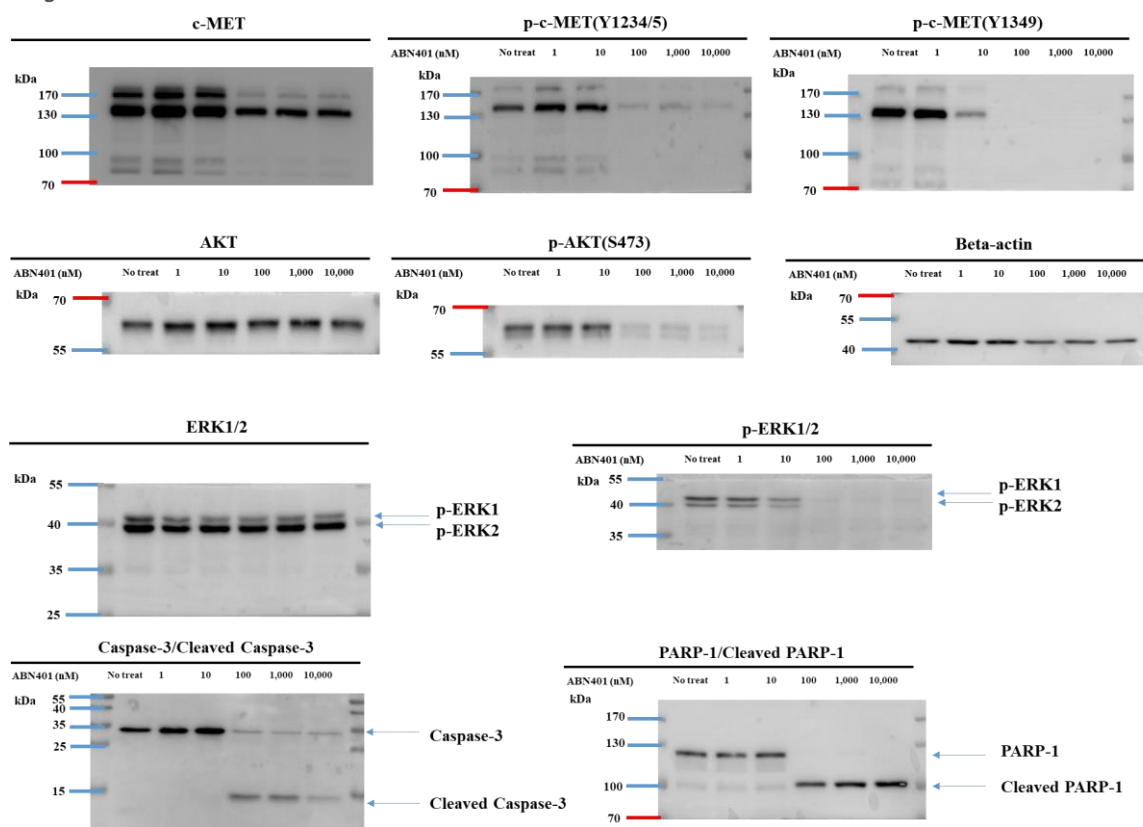 c-MET
kDa
170
130
100
70
p-c-MET(Y1234/5)
ABN401 (nM) No treat 1 10 100 1,000 10,000
kDa
170
130
100
70
p-c-MET(Y1349)
ABN401 (nM) No treat 1 10 100 1,000 10,000
kDa
170
130
100
70
AKT
ABN401 (nM) No treat 1 10 100 1,000 10,000
kDa
70
55
p-AKT(S473)
ABN401 (nM) No treat 1 10 100 1,000 10,000
kDa
70
55
Beta-actin
ABN401 (nM) No treat 1 10 100 1,000 10,000
kDa
70
55
40
ERK1/2
kDa
55
40
35
25
p-ERK1
p-ERK2
p-ERK1/2
ABN401 (nM) No treat 1 10 100 1,000 10,000
kDa
55
40
35
p-ERK1
p-ERK2
Caspase-3/Cleaved Caspase-3
ABN401 (nM) No treat 1 10 100 1,000 10,000
kDa
55
40
35
25
15
Caspase-3
Cleaved Caspase-3
PARP-1/Cleaved PARP-1
ABN401 (nM) No treat 1 10 100 1,000 10,000
kDa
170
130
100
70
PARP-1
Cleaved PARP-1